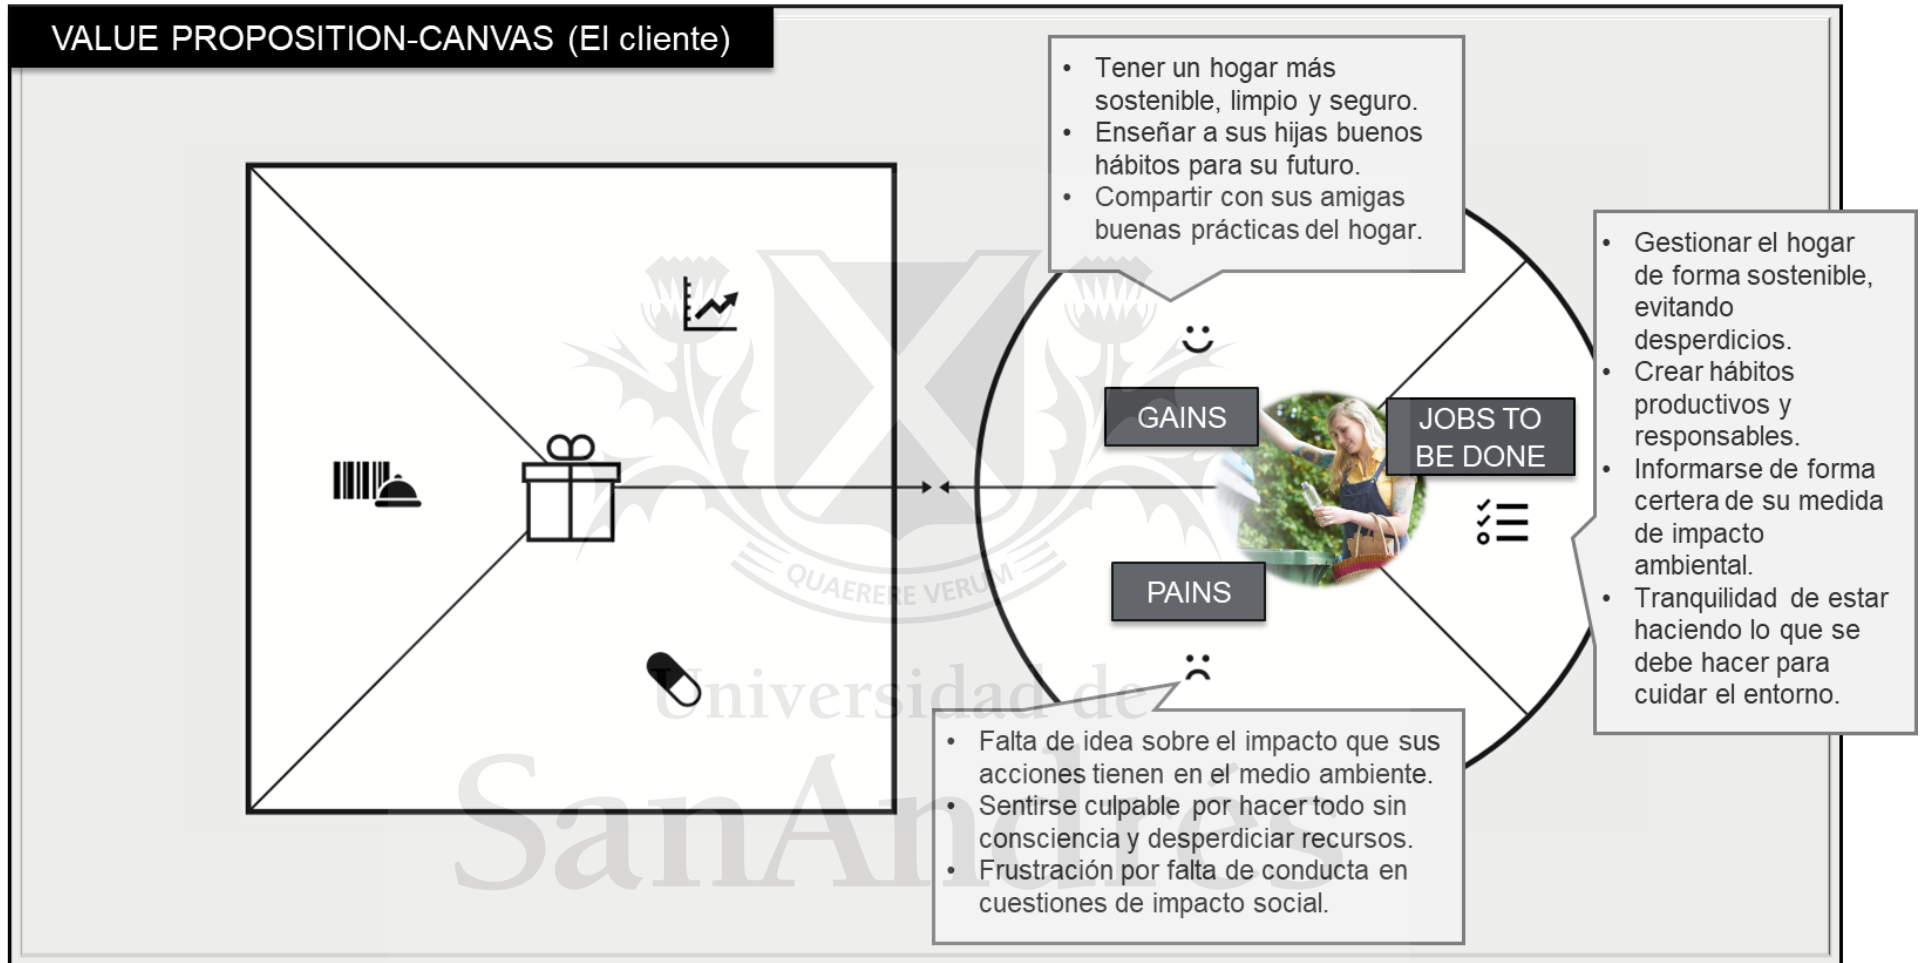 VALUE PROPOSITION-CANVAS (El cliente)
• Tener un hogar más
sostenible, limpio y seguro.
• Enseñar a sus hijas buenos
hábitos para su futuro.
• Compartir con sus amigas
buenas prácticas del hogar.
GAINS
JOBS TO
BE DONE
• Gestionar el hogar
de forma sostenible,
evitando
desperdicios.
• Crear hábitos
productivos y
responsables.
• Informarse de forma
certera de su medida
de impacto
ambiental.
• Tranquilidad de estar
haciendo lo que se
debe hacer para
cuidar el entorno.
PAINS
• Falta de idea sobre el impacto que sus
acciones tienen en el medio ambiente.
• Sentirse culpable por hacer todo sin
consciencia y desperdiciar recursos.
• Frustración por falta de conducta en
cuestiones de impacto social.
QUAERERE VERUM
Universidad de
SanAndrés